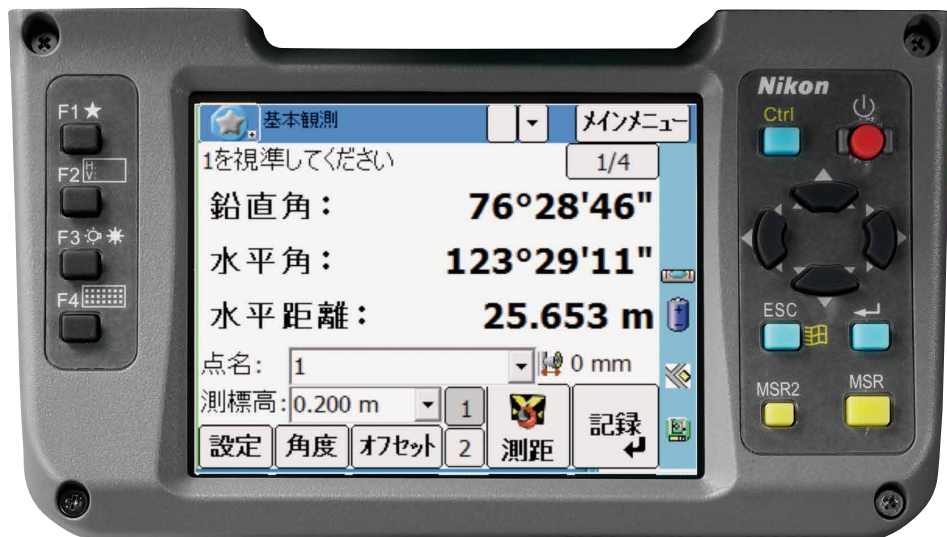 Nikon
F1★
Ctrl
基本観測
メインメニュー
1を視準してください
1/4
F2 H: V:
鉛直角: 76°28'46"
F3
水平角: 123°29'11"
F4
水平距離: 25.653 m
ESC
点名: 1
0 mm
MSR2
MSR
測標高: 0.200 m
1
測距
記録
設定
角度
オフセット
2